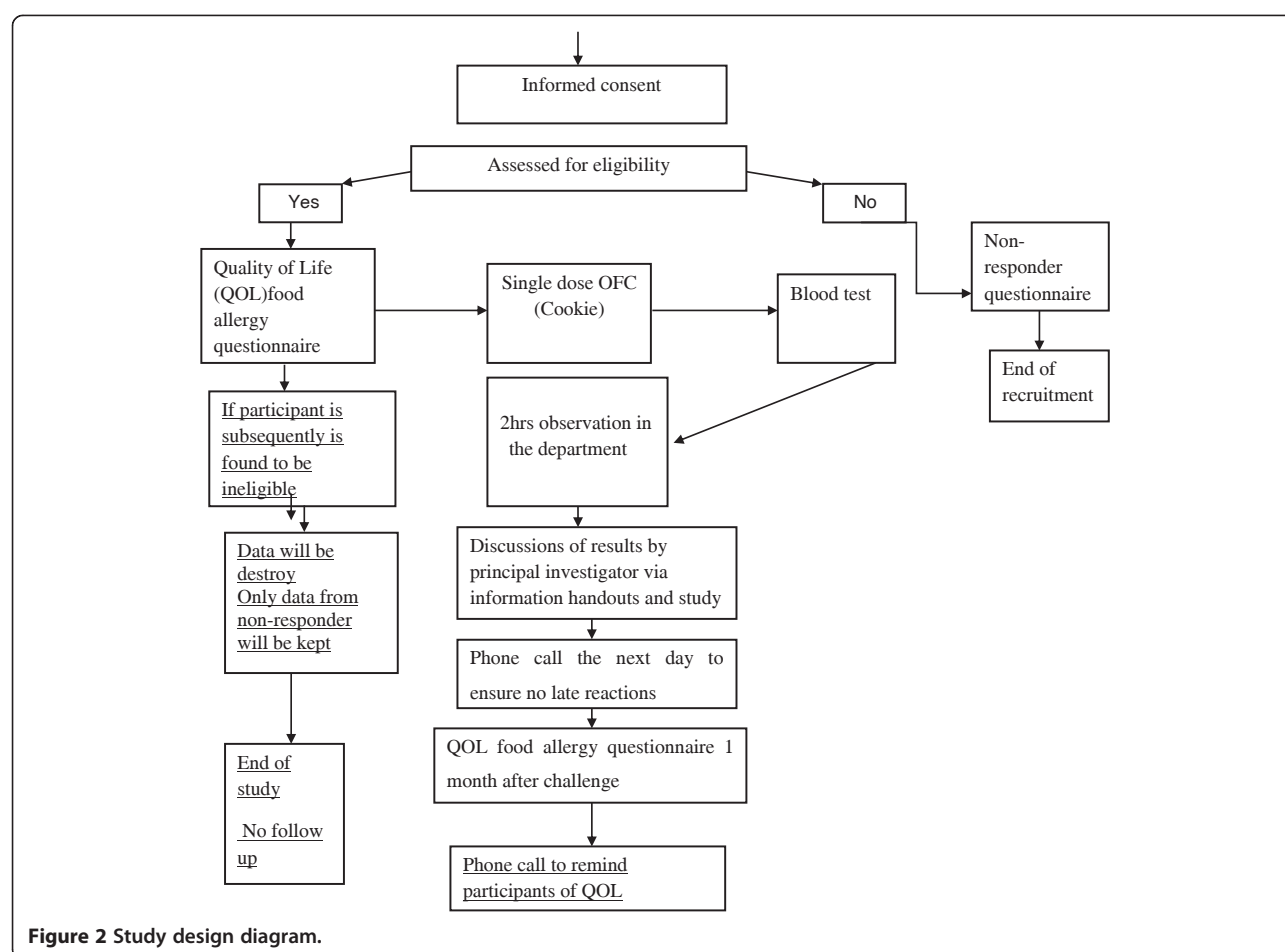 Informed consent
Assessed for eligibility
Yes
No
Quality of Life
(QOL)food
allergy
questionnaire
Single dose OFC
(Cookie)
Blood test
Non-
responder
questionnaire
End of
recruitment
If participant is
subsequently is
found to be
ineligible
2hrs observation in
the department
Data will be
destroy
Only data from
non-responder
will be kept
Discussions of results by
principal investigator via
information handouts and study
Phone call the next day to
ensure no late reactions
QOL food allergy questionnaire 1
month after challenge
End of
study
No follow
up
Phone call to remind
participants of QOL
Figure 2 Study design diagram.